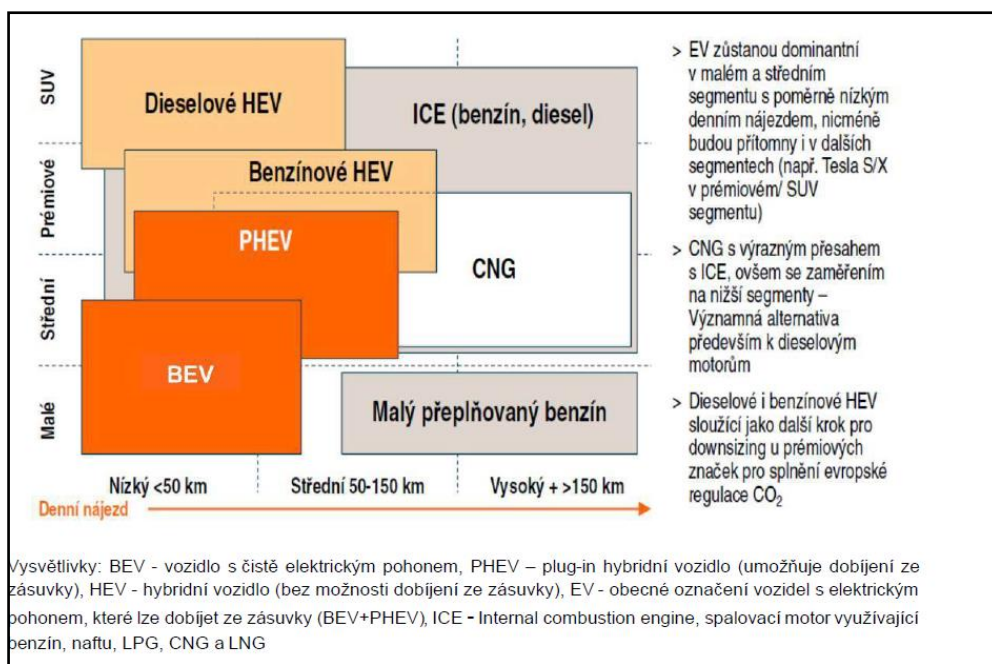 SUV
Prémiové
Střední
Malé
Dieselové HEV
ICE (benzín, diesel)
Benzínové HEV
PHEV
CNG
BEV
Malý přeplňovaný benzín
Nízký <50 km
Střední 50-150 km
Vysoký + >150 km
Denní nájezd
> EV zůstanou dominantní
v malém a středním
segmentu s poměrně nízkým
denním nájezdem, nicméně
budou přítomny i v dalších
segmentech (např. Tesla S/X
v prémiovém/ SUV
segmentu)
> CNG s výrazným přesahem
s ICE, ovšem se zaměřením
na nižší segmenty –
Významná alternativa
především k dieselovým
motorům
> Dieselové i benzínové HEV
sloužící jako další krok pro
downsizing u prémiových
značek pro splnění evropské
regulace CO₂
Vysvětlivky: BEV - vozidlo s čistě elektrickým pohonem, PHEV – plug-in hybridní vozidlo (umožňuje dobíjení ze
zásuvky), HEV - hybridní vozidlo (bez možnosti dobíjení ze zásuvky), EV - obecné označení vozidel s elektrickým
pohonem, které lze dobíjet ze zásuvky (BEV+PHEV), ICE - Internal combustion engine, spalovací motor využívající
benzín, naftu, LPG, CNG a LNG